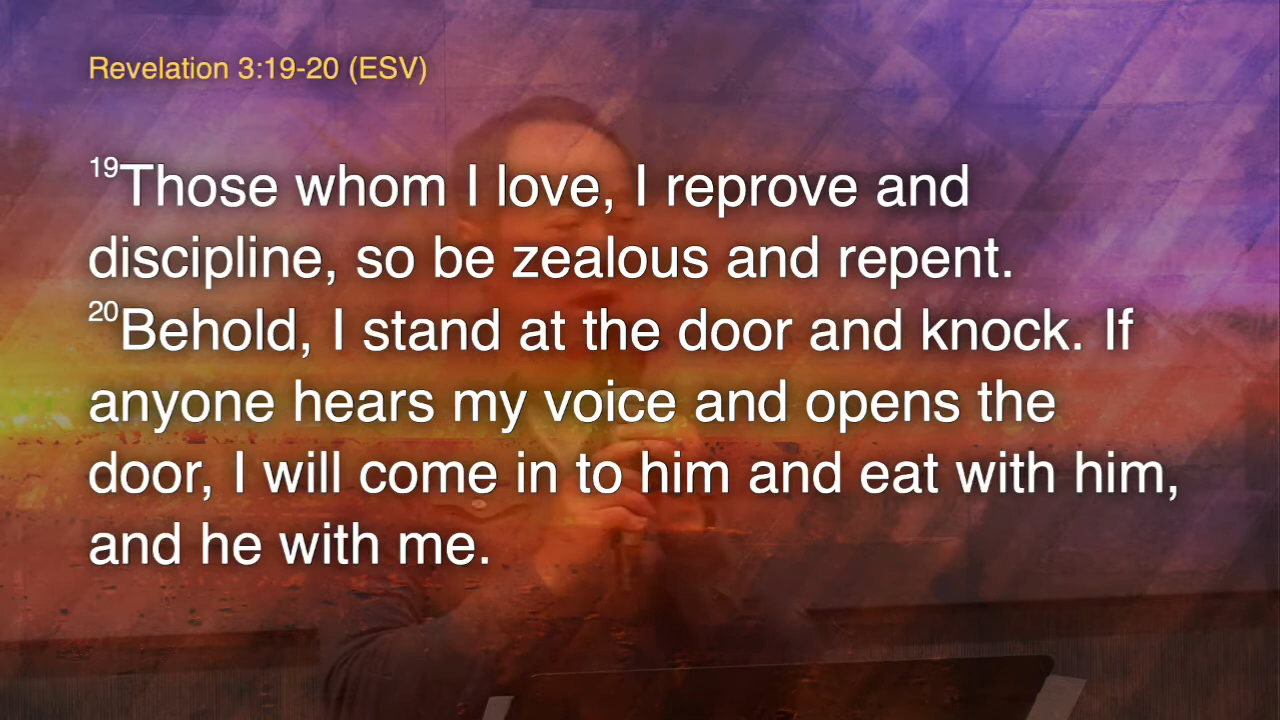 Revelation 3:19-20 (ESV)
19Those whom I love, I reprove and
discipline, so be zealous and repent.
20Behold, I stand at the door and knock. If
anyone hears my voice and opens the
door, I will come in to him and eat with him,
and he with me.